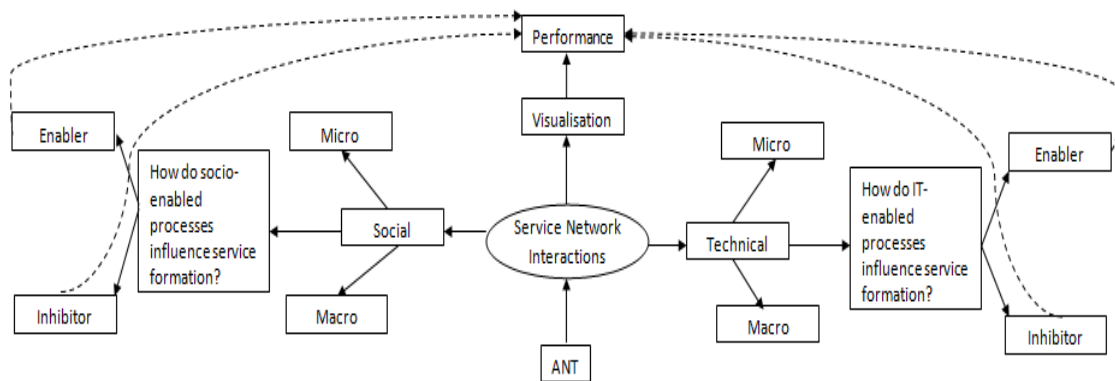 Performance
Visualisation
Enabler
Micro
How do socio-
enabled
processes
influence service
formation?
Social
Inhibitor
Macro
Service Network
Interactions
ANT
Micro
Technical
Macro
How do IT-
enabled
processes
influence service
formation?
Enabler
Inhibitor